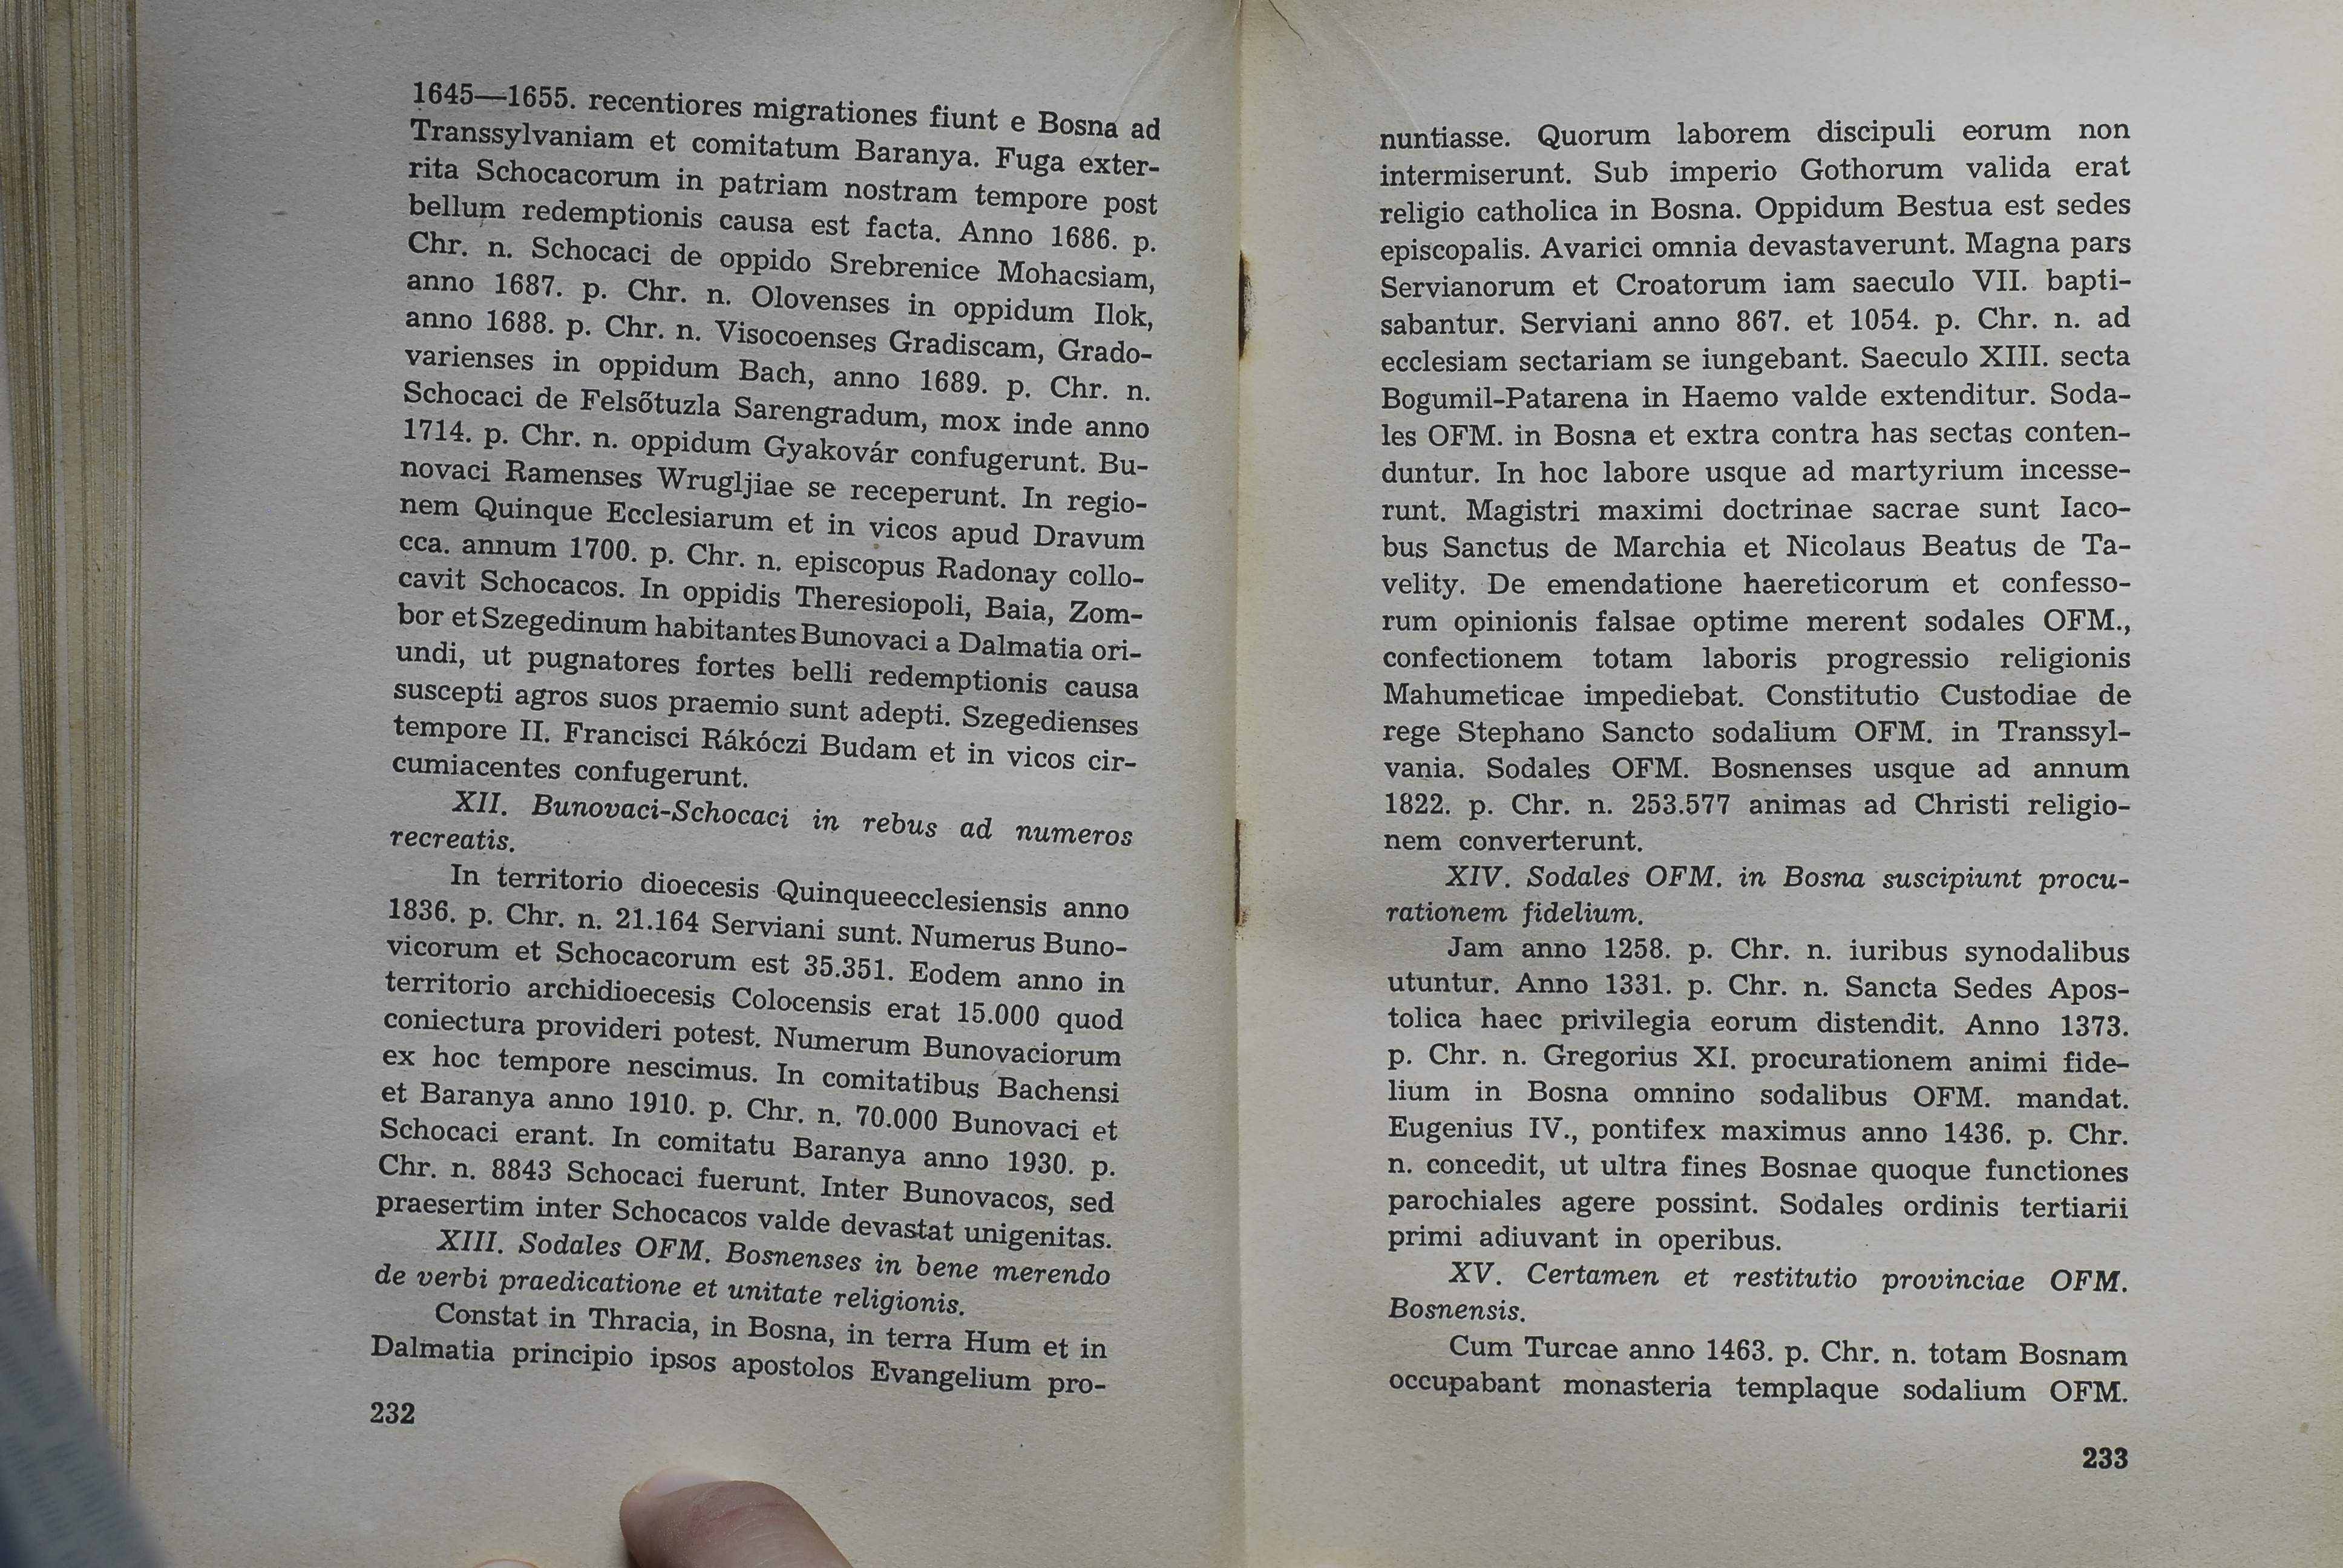 1645—1655. recentiores migrationes fiunt e Bosna ad
Transsylvaniam et comitatum Baranya. Fuga exter-
rita Schocacorum in patriam nostram tempore post
bellum redemptionis causa est facta. Anno 1686. p.
Chr. n. Schocaci de oppido Srebrenice Mohacsiam,
anno 1687. p. Chr. n. Olovenses in oppidum Ilok,
anno 1688. p. Chr. n. Visocoenses Gradiscam, Grado-
varienses in oppidum Bach, anno 1689. p. Chr. n.
Schocaci de Felsőtuzla Sarengradum, mox inde anno
1714. p. Chr. n. oppidum Gyakovár confugerunt. Bu-
novaci Ramenses Wrugljiae se receperunt. In regio-
nem Quinque Ecclesiarum et in vicos apud Dravum
cca. annum 1700. p. Chr. n. episcopus Radonay collo-
cavit Schocacos. In oppidis Theresiopoli, Baia, Zom-
bor et Szegedinum habitantes Bunovaci a Dalmatia ori-
undi, ut pugnatores fortes belli redemptionis causa
suscepti agros suos praemio sunt adepti. Szegedienses
tempore II. Francisci Rákóczi Budam et in vicos cir-
cumiacentes confugerunt.
XII. Bunovaci-Schocaci in rebus ad numeros
recreatis.
In territorio dioecesis Quinqueecclesiensis anno
1836. p. Chr. n. 21.164 Serviani sunt. Numerus Buno-
vicorum et Schocacorum est 35.351. Eodem anno in
territorio archidioecesis Colocensis erat 15.000 quod
coniectura provideri potest. Numerum Bunovaciorum
ex hoc tempore nescimus. In comitatibus Bachensi
et Baranya anno 1910. p. Chr. n. 70.000 Bunovaci et
Schocaci erant. In comitatu Baranya anno 1930. p.
Chr. n. 8843 Schocaci fuerunt. Inter Bunovacos, sed
praesertim inter Schocacos valde devastat unigenitas.
XIII. Sodales OFM. Bosnenses in bene merendo
de verbi praedicatione et unitate religionis.
Constat in Thracia, in Bosna, in terra Hum et in
Dalmatia principio ipsos apostolos Evangelium pro-
232
nuntiasse. Quorum laborem discipuli eorum non
intermiserunt. Sub imperio Gothorum valida erat
religio catholica in Bosna. Oppidum Bestua est sedes
episcopalis. Avarici omnia devastaverunt. Magna pars
Servianorum et Croatorum iam saeculo VII. bapti-
sabantur. Serviani anno 867. et 1054. p. Chr. n. ad
ecclesiam sectariam se iungebant. Saeculo XIII. secta
Bogumil-Patarena in Haemo valde extenditur. Soda-
les OFM. in Bosna et extra contra has sectas conten-
duntur. In hoc labore usque ad martyrium incesse-
runt. Magistri maximi doctrinae sacrae sunt Iaco-
bus Sanctus de Marchia et Nicolaus Beatus de Ta-
velity. De emendatione haereticorum et confesso-
rum opinionis falsae optime merent sodales OFM.,
confectionem totam laboris progressio religionis
Mahumeticae impediebat. Constitutio Custodiae de
rege Stephano Sancto sodalium OFM. in Transsyl-
vania. Sodales OFM. Bosnenses usque ad annum
1822. p. Chr. n. 253.577 animas ad Christi religio-
nem converterunt.
XIV. Sodales OFM. in Bosna suscipiunt procu-
rationem fidelium.
Jam anno 1258. p. Chr. n. iuribus synodalibus
utuntur. Anno 1331. p. Chr. n. Sancta Sedes Apos-
tolica haec privilegia eorum distendit. Anno 1373.
p. Chr. n. Gregorius XI. procurationem animi fide-
lium in Bosna omnino sodalibus OFM. mandat.
Eugenius IV., pontifex maximus anno 1436. p. Chr.
n. concedit, ut ultra fines Bosnae quoque functiones
parochiales agere possint. Sodales ordinis tertiarii
primi adiuvant in operibus.
XV. Certamen et restitutio provinciae OFM.
Bosnensis.
Cum Turcae anno 1463. p. Chr. n. totam Bosnam
occupabant monasteria templaque sodalium OFM.
233